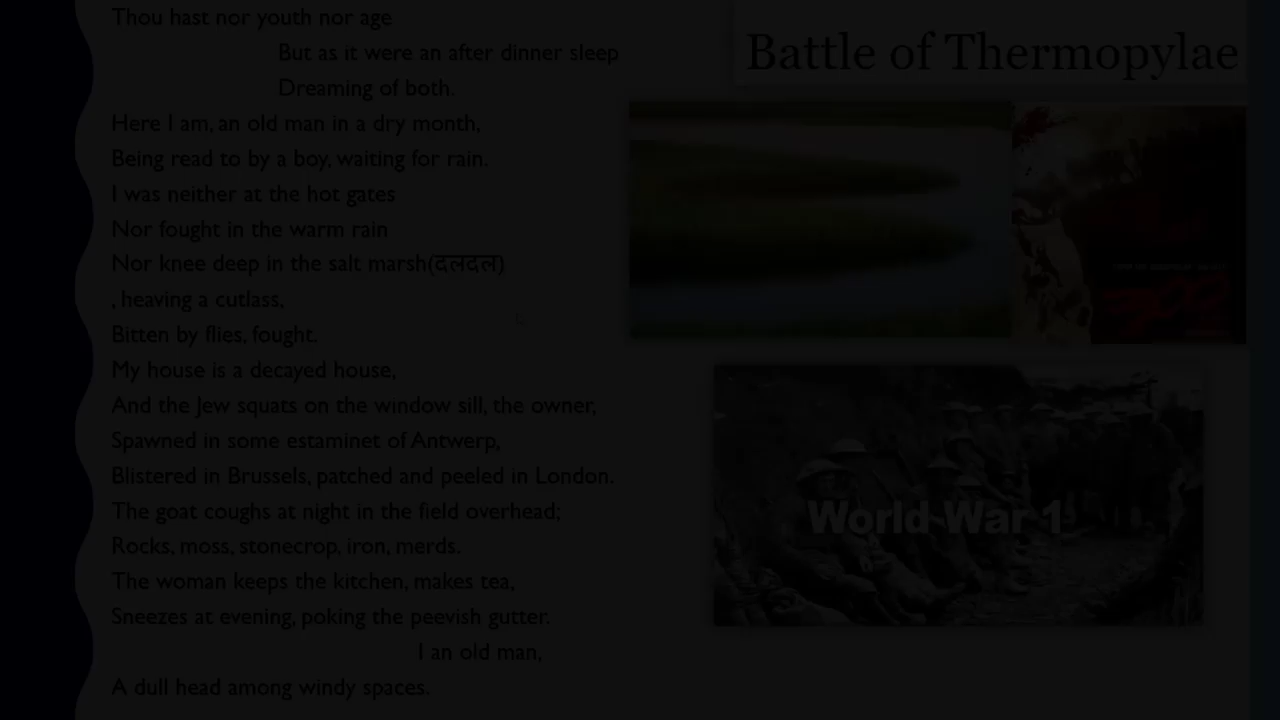 Thou hast nor youth nor age
But as it were an after dinner sleep
Dreaming of both.
Here I am, an old man in a dry month,
Being read to by a boy, waiting for rain.
I was neither at the hot gates
Nor fought in the warm rain
Nor knee deep in the salt marsh(दलदल)
, heaving a cutlass,
Bitten by flies, fought.
My house is a decayed house,
And the Jew squats on the window sill, the owner,
Spawned in some estaminet of Antwerp,
Blistered in Brussels, patched and peeled in London.
The goat coughs at night in the field overhead;
Rocks, moss, stonecrop, iron, merds.
The woman keeps the kitchen, makes tea,
Sneezes at evening, poking the peevish gutter.
I an old man,
A dull head among windy spaces.
Battle of Thermopylae
World War 1